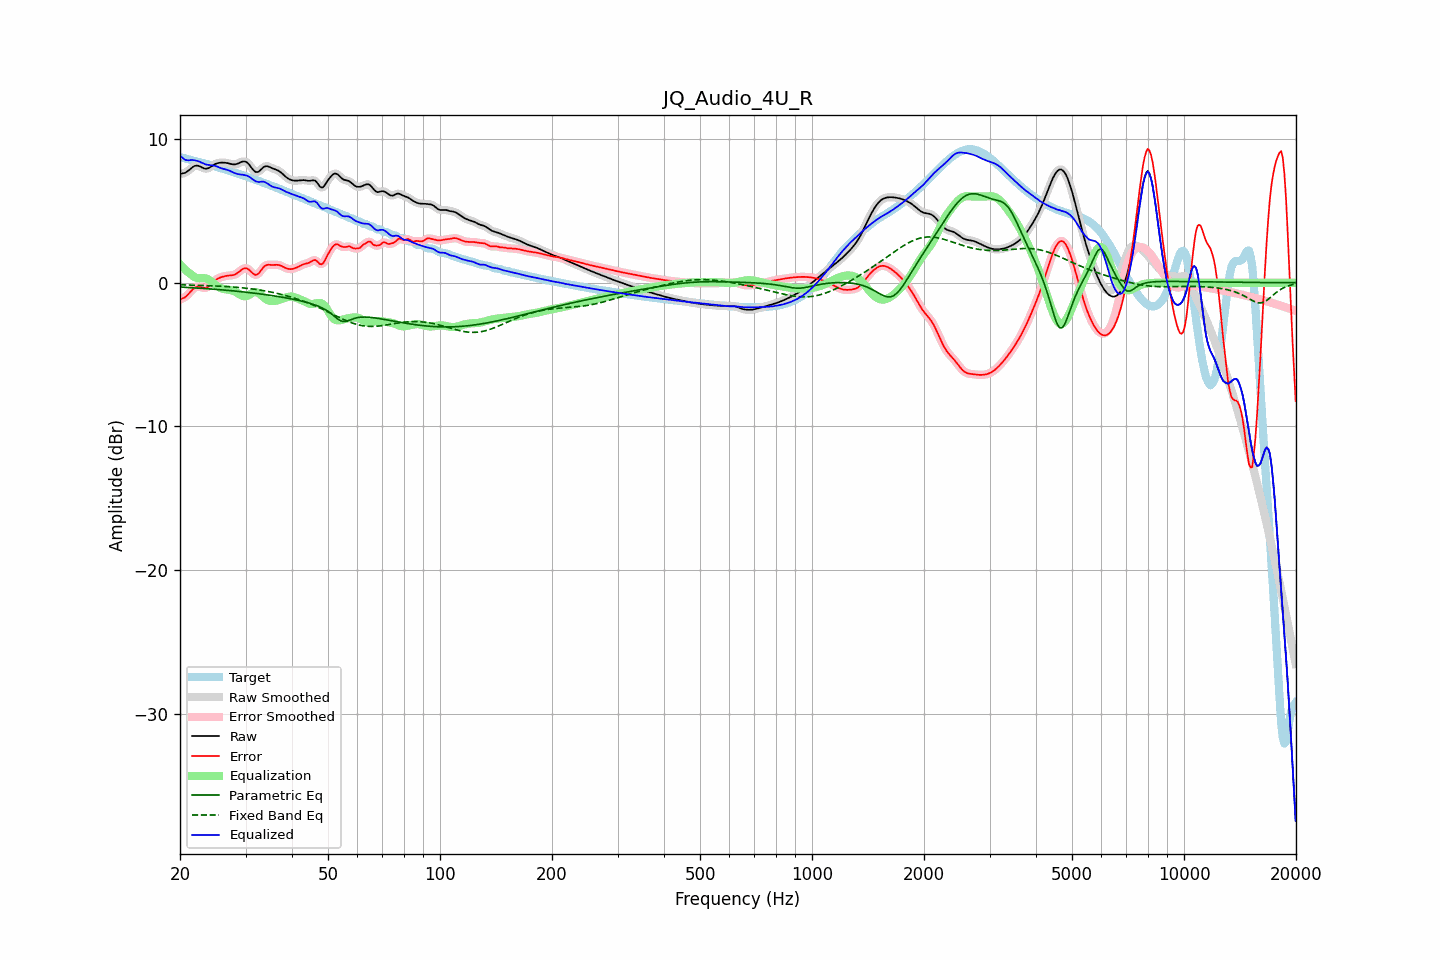 JQ_Audio_4U_R
10
0
−10
−20
−30
Amplitude (dBr)
20
50
100
200
500
1000
2000
5000
10000
20000
Frequency (Hz)
Target
Raw Smoothed
Error Smoothed
Raw
Error
Equalization
Parametric Eq
Fixed Band Eq
Equalized